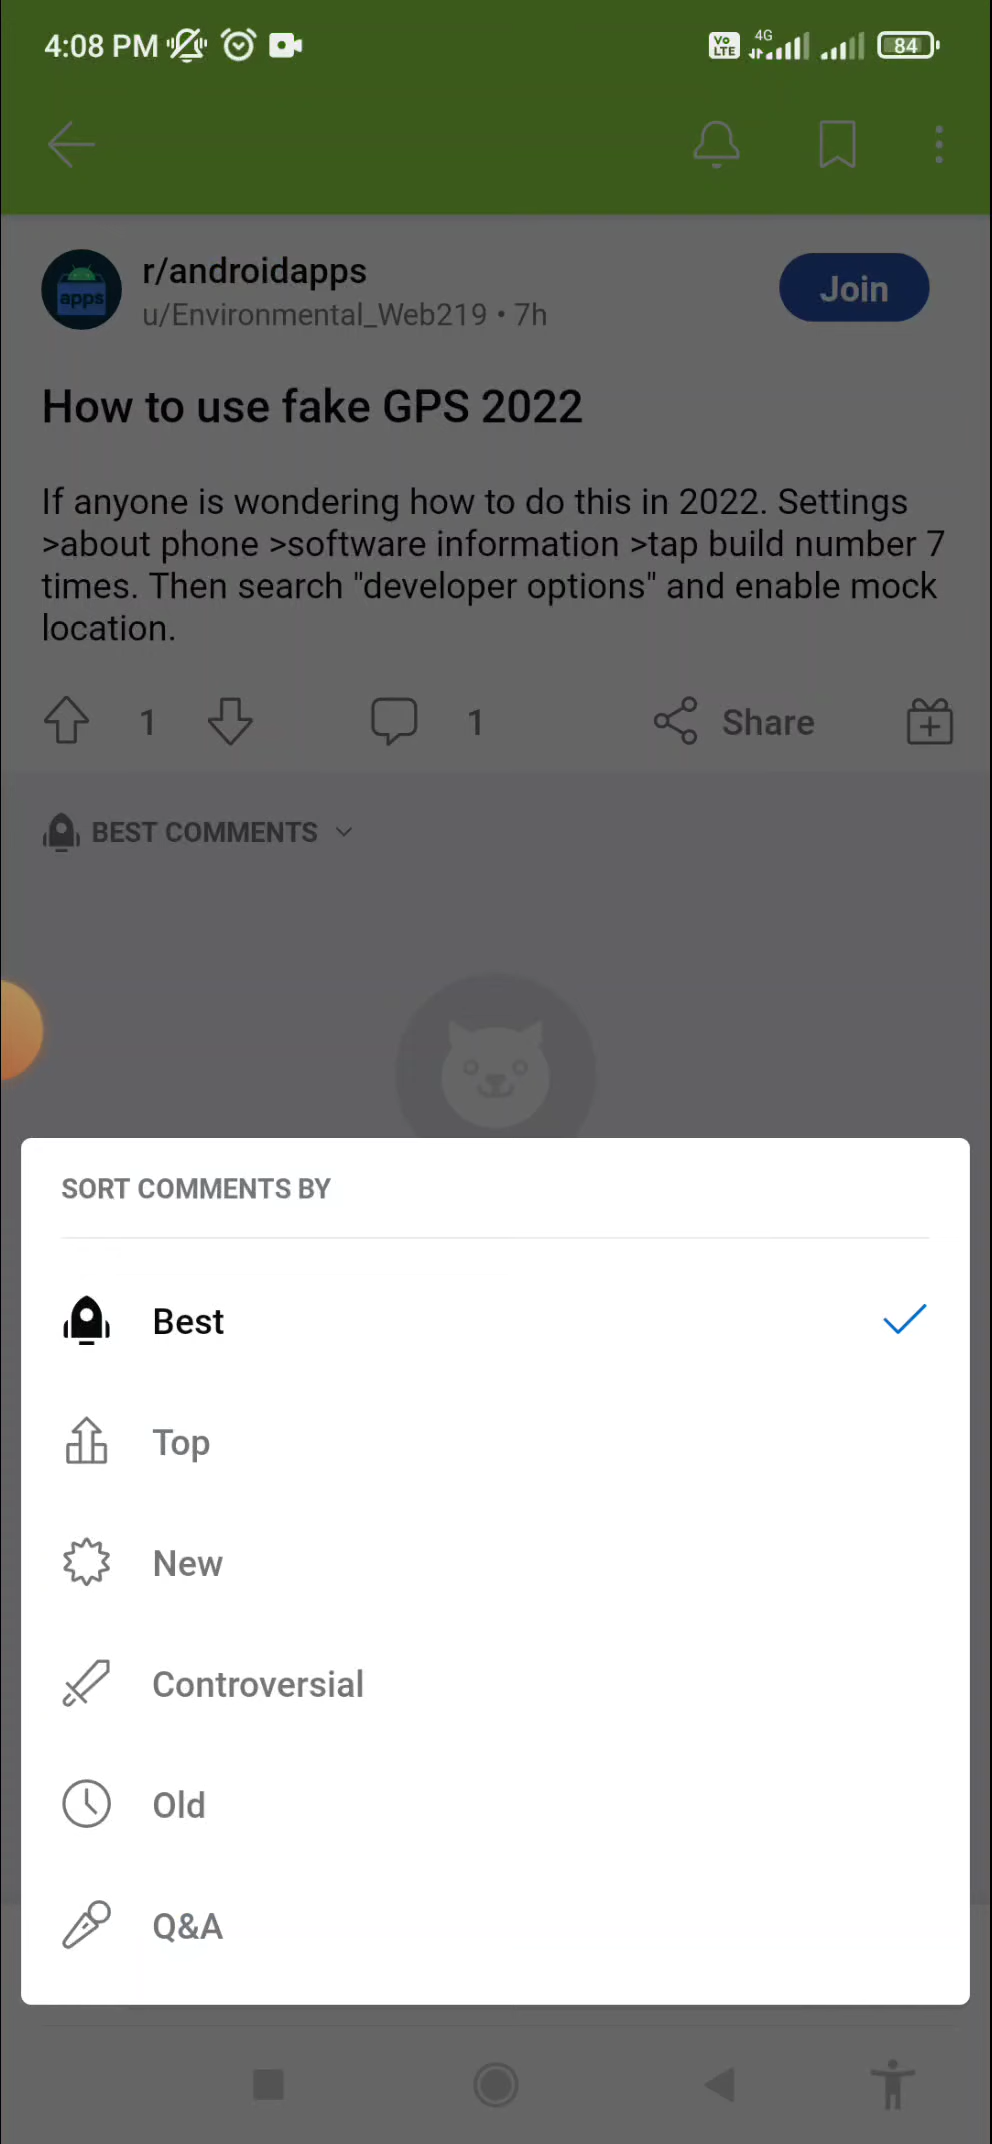 4:08 PM
Vo LTE 4G 84
apps
r/androidapps
u/Environmental_Web219 • 7h
Join
How to use fake GPS 2022
If anyone is wondering how to do this in 2022. Settings
>about phone >software information >tap build number 7
times. Then search "developer options" and enable mock
location.
1 1 Share
BEST COMMENTS
SORT COMMENTS BY
Best
Top
New
Controversial
Old
Q&A